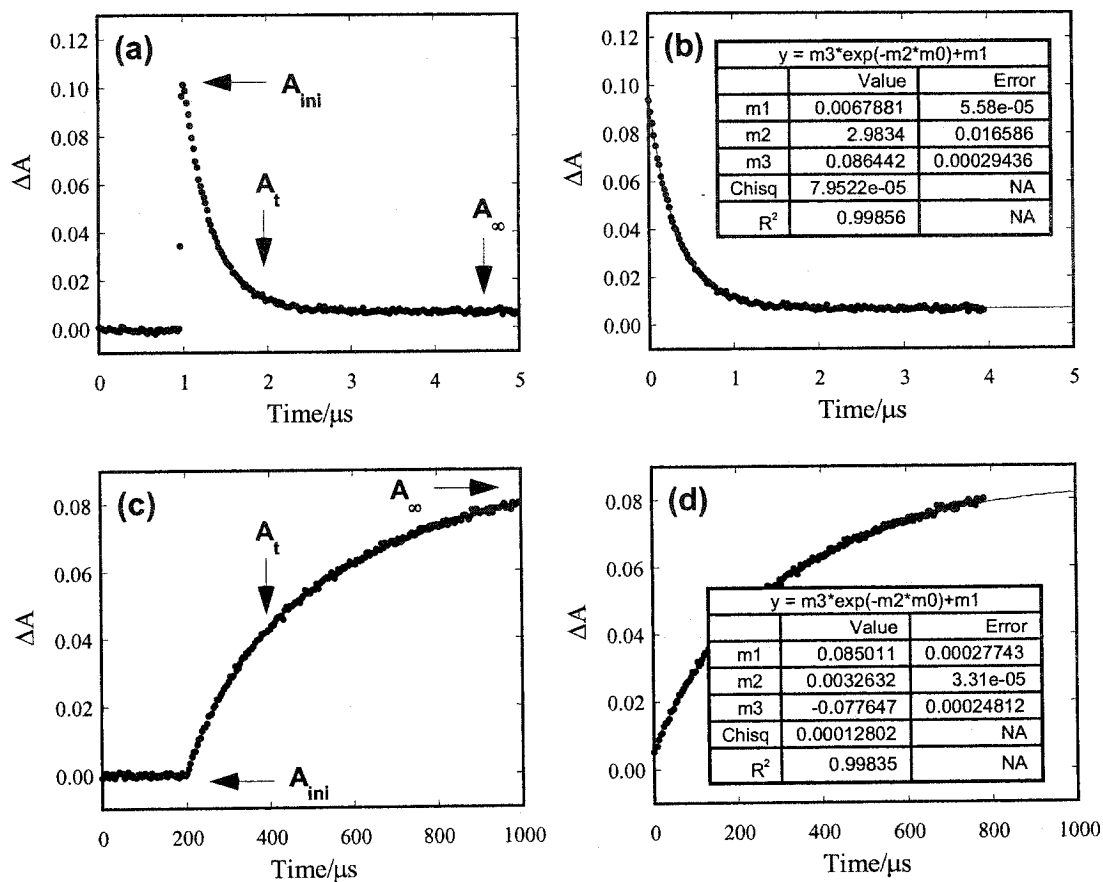 (a)
0.12
0.10
0.08
0.06
0.04
0.02
0.00
ΔA
A_ini
A_t
A_∞
0 1 2 3 4 5
Time/μs
(b)
0.12
0.10
0.08
0.06
0.04
0.02
0.00
ΔA
y = m3*exp(-m2*m0)+m1
Value Error
m1 0.0067881 5.58e-05
m2 2.9834 0.016586
m3 0.086442 0.00029436
Chisq 7.9522e-05 NA
R² 0.99856 NA
0 1 2 3 4 5
Time/μs
(c)
0.08
0.06
0.04
0.02
0.00
ΔA
A_∞
A_t
A_ini
0 200 400 600 800 1000
Time/μs
(d)
0.08
0.06
0.04
0.02
0.00
ΔA
y = m3*exp(-m2*m0)+m1
Value Error
m1 0.085011 0.00027743
m2 0.0032632 3.31e-05
m3 -0.077647 0.00024812
Chisq 0.00012802 NA
R² 0.99835 NA
0 200 400 600 800 1000
Time/μs